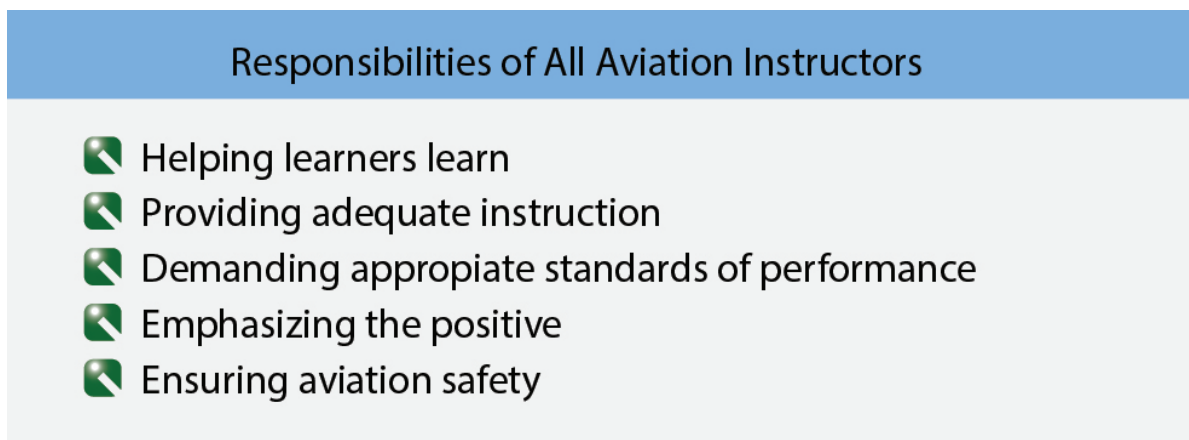 Responsibilities of All Aviation Instructors
Helping learners learn
Providing adequate instruction
Demanding appropiate standards of performance
Emphasizing the positive
Ensuring aviation safety